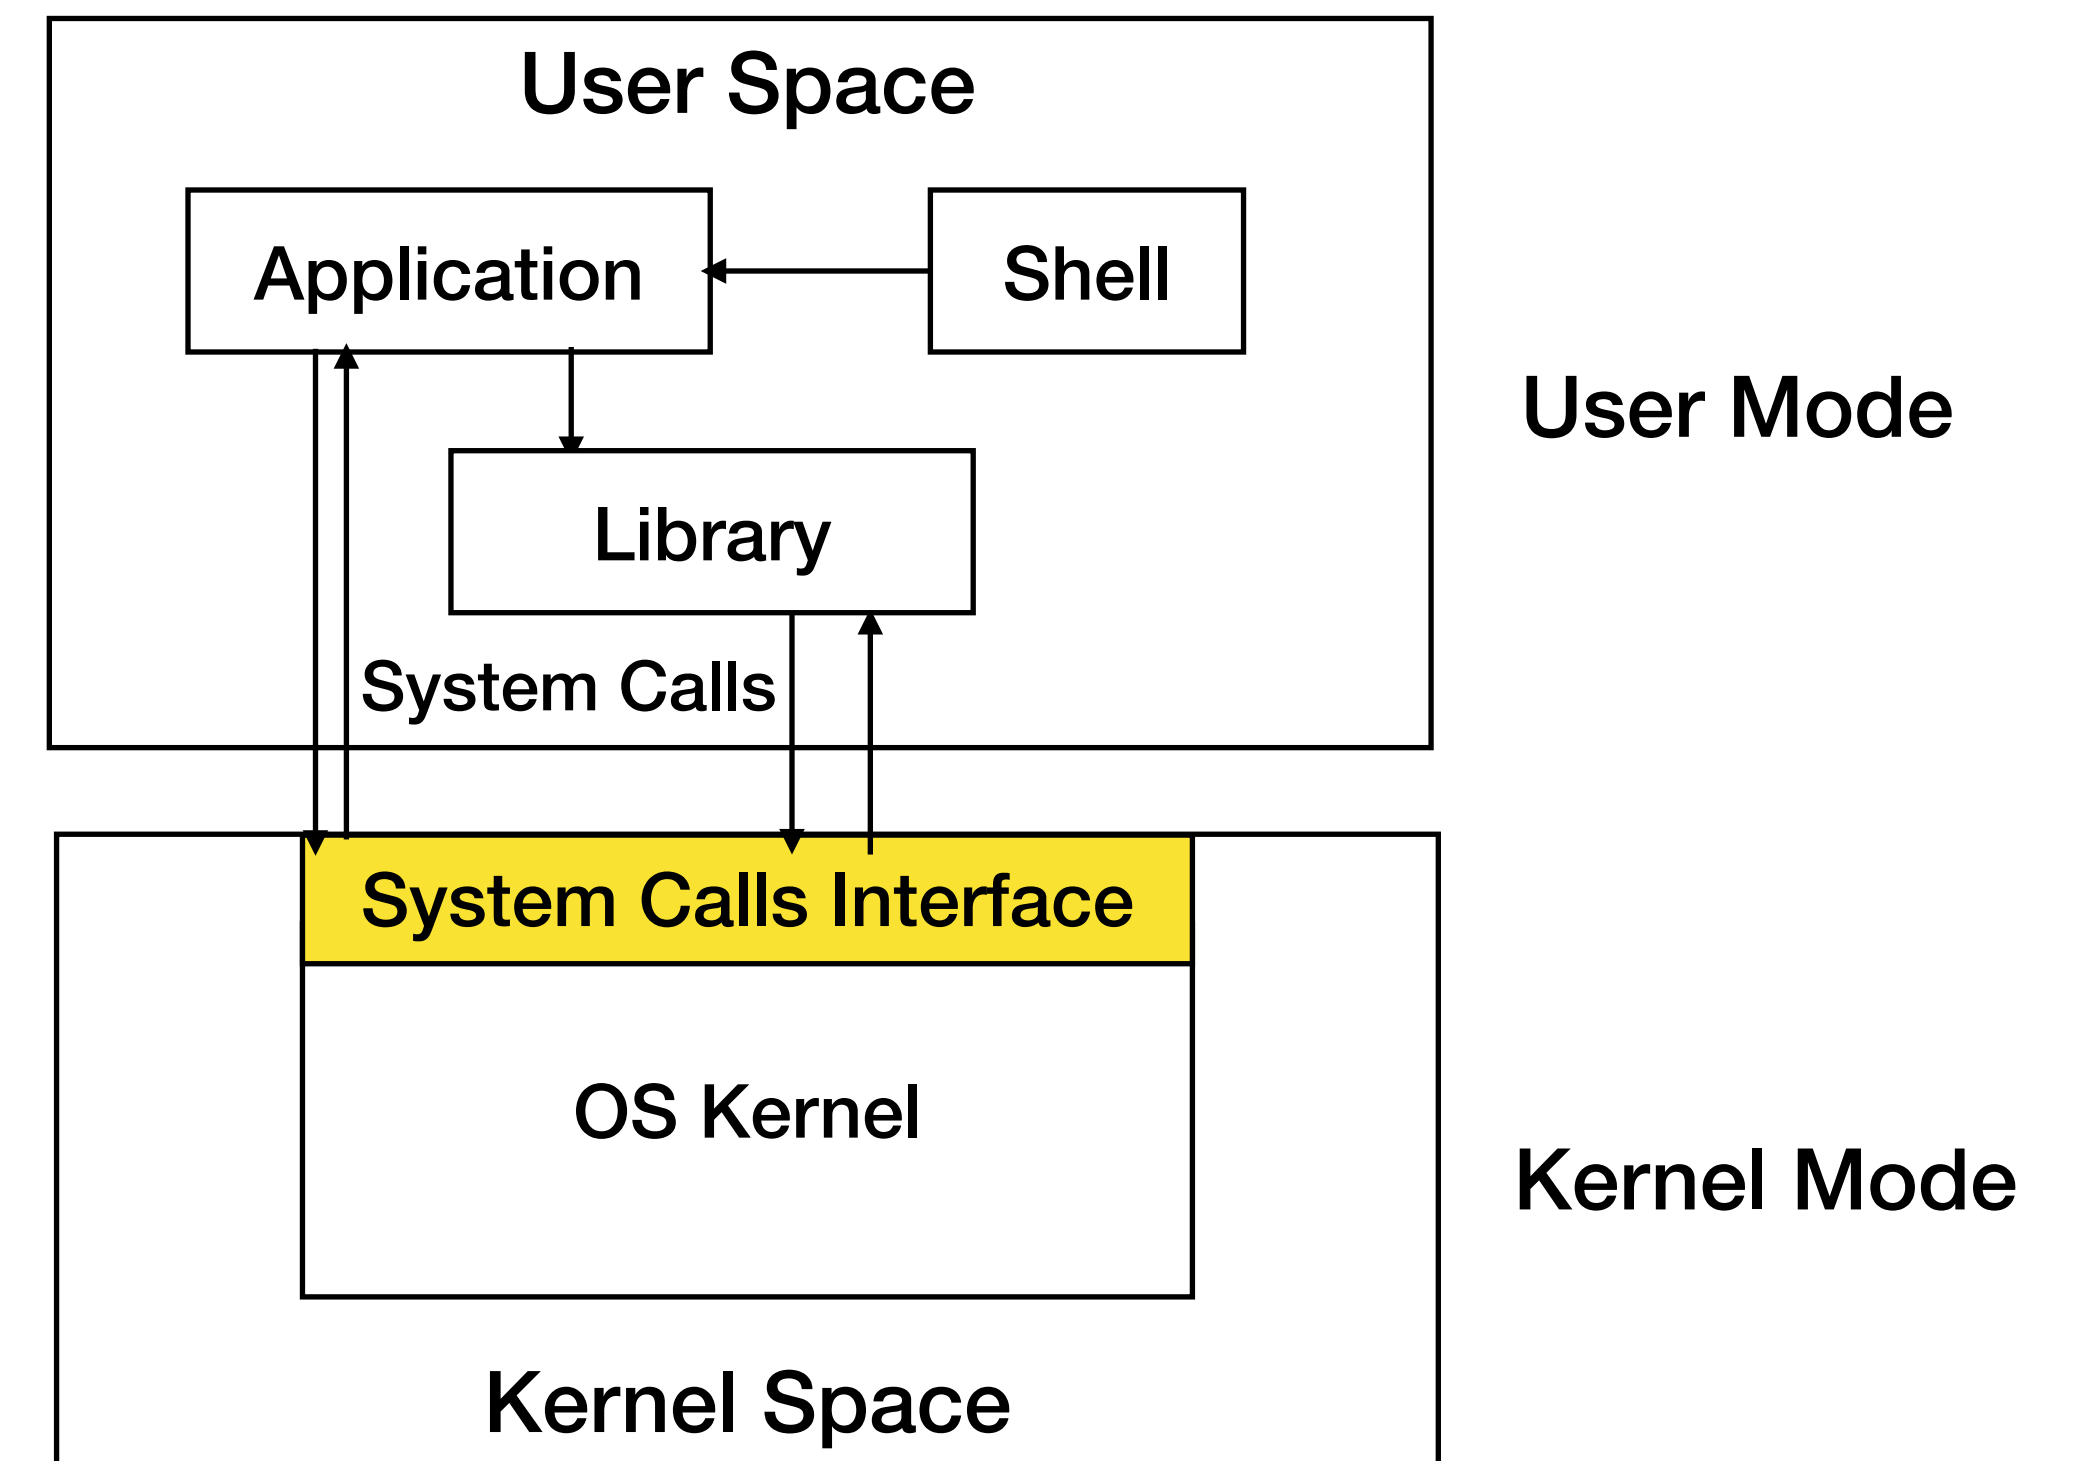 User Space
Application
Shell
User Mode
Library
System Calls
System Calls Interface
OS Kernel
Kernel Mode
Kernel Space